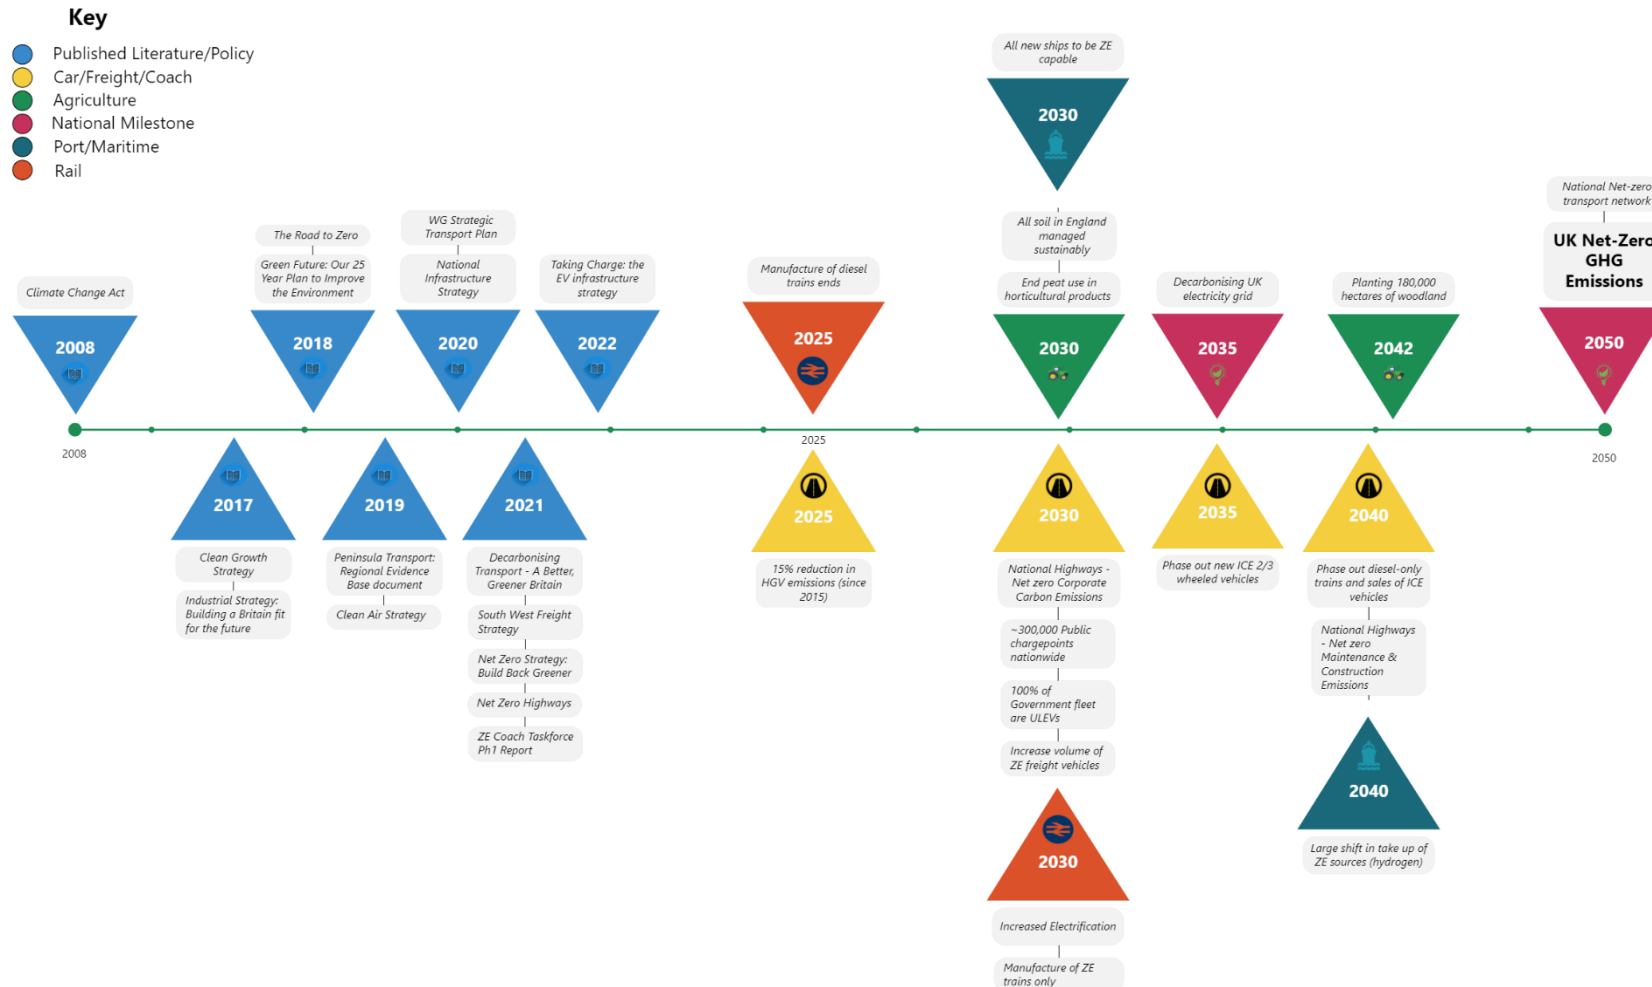 Key
Published Literature/Policy
Car/Freight/Coach
Agriculture
National Milestone
Port/Maritime
Rail
All new ships to be ZE
capable
2030
National Net-zero
transport network
UK Net-Zero
GHG
Emissions
2050
Climate Change Act
2008
The Road to Zero
Green Future: Our 25
Year Plan to Improve
the Environment
2018
WG Strategic
Transport Plan
National
Infrastructure
Strategy
2020
Taking Charge: the
EV infrastructure
strategy
2022
Manufacture of diesel
trains ends
2025
All soil in England
managed
sustainably
End peat use in
horticultural products
2030
Decarbonising UK
electricity grid
2035
Planting 180,000
hectares of woodland
2042
2008
2025
2050
2017
Clean Growth
Strategy
Industrial Strategy:
Building a Britain fit
for the future
2019
Peninsula Transport:
Regional Evidence
Base document
Clean Air Strategy
2021
Decarbonising
Transport - A Better,
Greener Britain
South West Freight
Strategy
Net Zero Strategy:
Build Back Greener
Net Zero Highways
ZE Coach Taskforce
Ph1 Report
2025
15% reduction in
HGV emissions (since
2015)
2030
National Highways -
Net zero Corporate
Carbon Emissions
~300,000 Public
chargepoints
nationwide
100% of
Government fleet
are ULEVs
Increase volume of
ZE freight vehicles
2030
Increased Electrification
Manufacture of ZE
trains only
2035
Phase out new ICE 2/3
wheeled vehicles
2040
Phase out diesel-only
trains and sales of ICE
vehicles
National Highways
- Net zero
Maintenance &
Construction
Emissions
2040
Large shift in take up of
ZE sources (hydrogen)